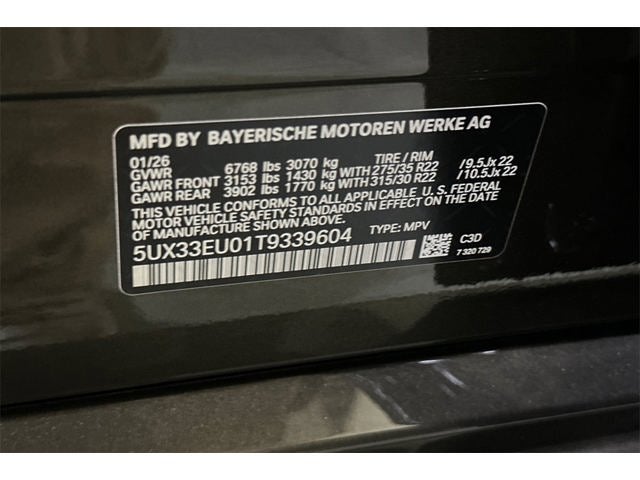 MFD BY BAYERISCHE MOTOREN WERKE AG
01/26 TIRE / RIM
GVWR 6768 lbs 3070 kg
GAWR FRONT 3153 lbs 1430 kg WITH 275/35 R22 /9.5Jx22
GAWR REAR 3902 lbs 1770 kg WITH 315/30 R22 /10.5Jx22
THIS VEHICLE CONFORMS TO ALL APPLICABLE U.S. FEDERAL
MOTOR VEHICLE SAFETY STANDARDS IN EFFECT ON THE DATE
OF MANUFACTURE SHOWN ABOVE.
5UX33EU01T9339604 TYPE: MPV
C3D
7 320 729